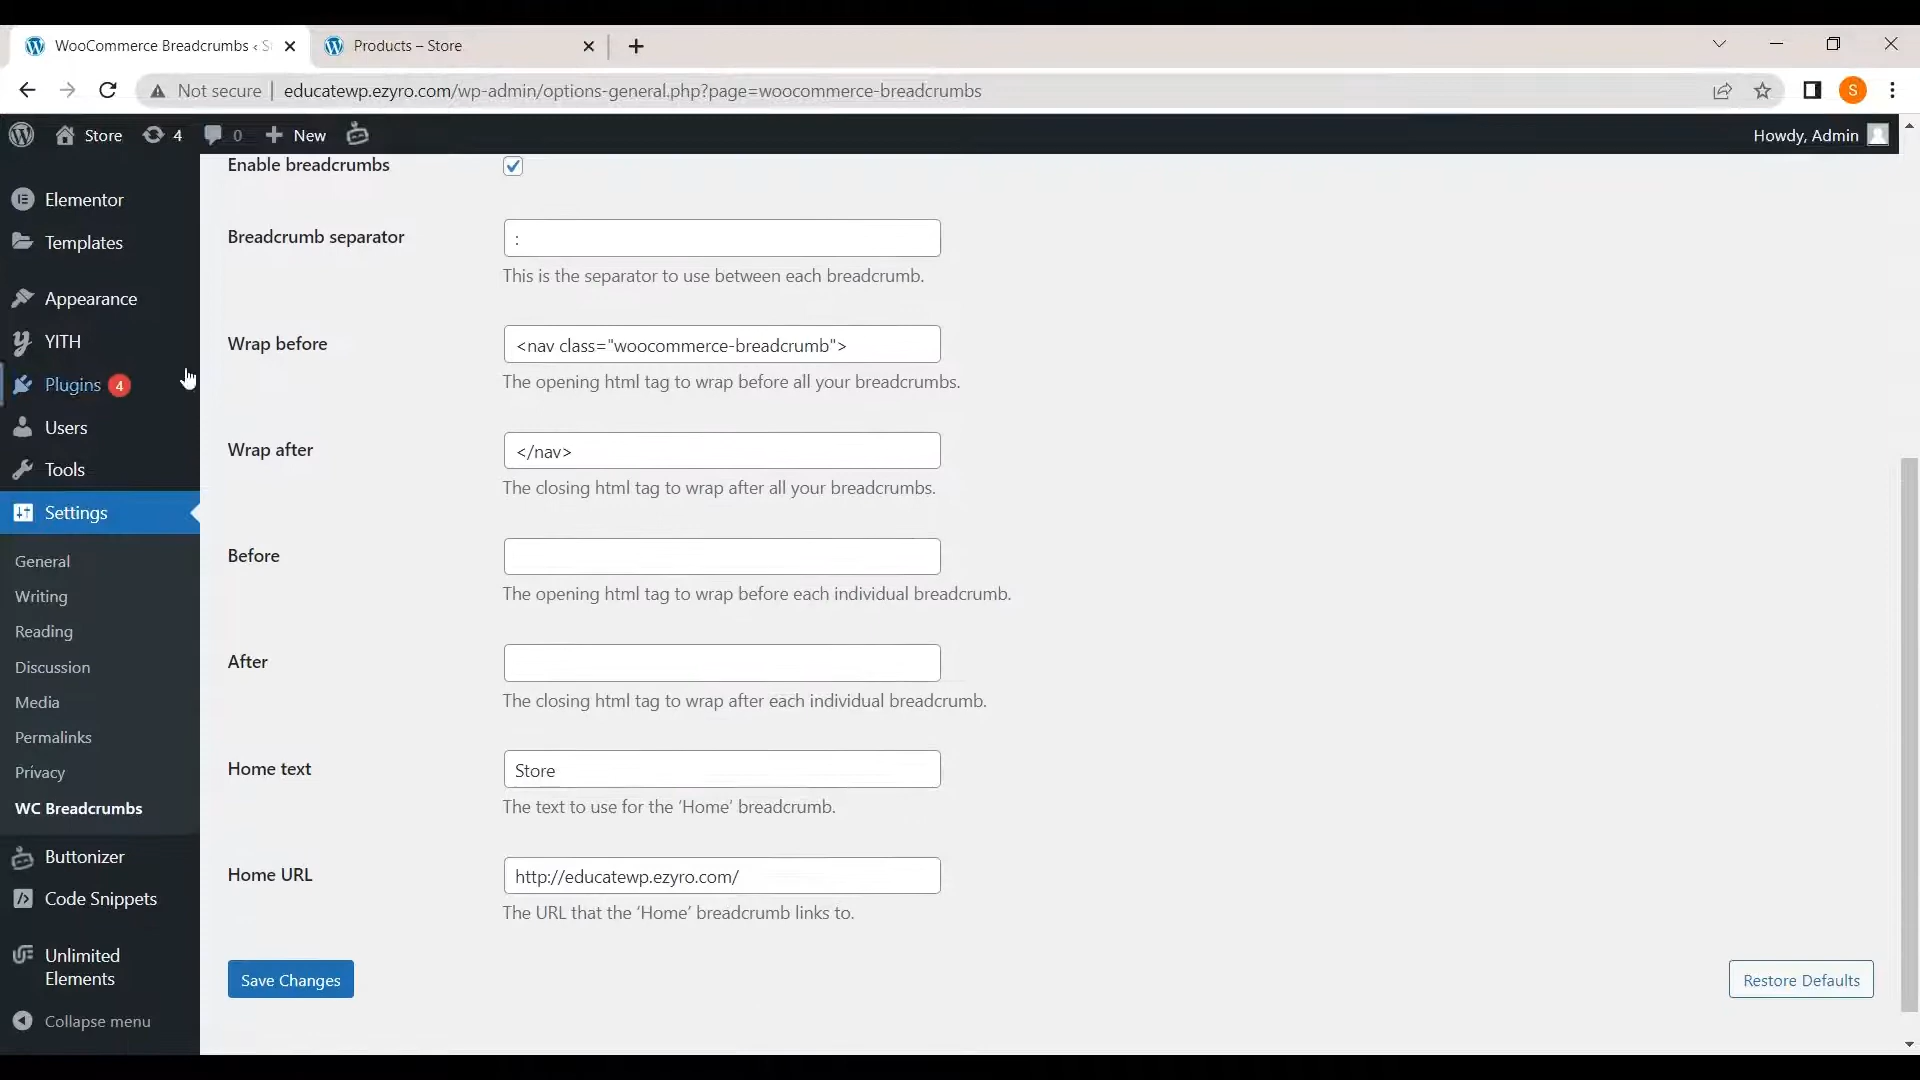 WooCommerce Breadcrumbs ‹ S
Products – Store
Not secure
educatewp.ezyro.com/wp-admin/options-general.php?page=woocommerce-breadcrumbs
S
Store
4
0
New
Howdy, Admin
Elementor
Templates
Appearance
YITH
Plugins 4
Users
Tools
Settings
General
Writing
Reading
Discussion
Media
Permalinks
Privacy
WC Breadcrumbs
Buttonizer
Code Snippets
Unlimited
Elements
Collapse menu
Enable breadcrumbs
Breadcrumb separator
:
This is the separator to use between each breadcrumb.
Wrap before
<nav class="woocommerce-breadcrumb">
The opening html tag to wrap before all your breadcrumbs.
Wrap after
</nav>
The closing html tag to wrap after all your breadcrumbs.
Before
The opening html tag to wrap before each individual breadcrumb.
After
The closing html tag to wrap after each individual breadcrumb.
Home text
Store
The text to use for the ‘Home’ breadcrumb.
Home URL
http://educatewp.ezyro.com/
The URL that the ‘Home’ breadcrumb links to.
Save Changes
Restore Defaults